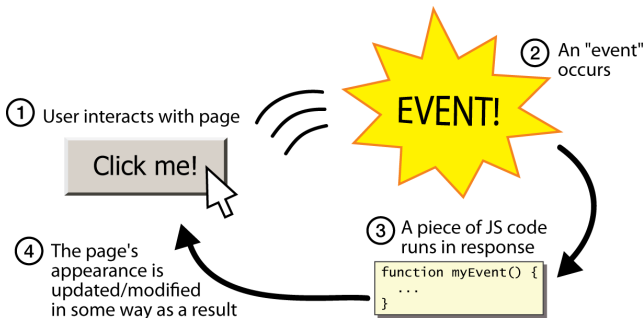 ① User interacts with page
Click me!
EVENT!
② An "event"
occurs
③ A piece of JS code
runs in response
function myEvent() {
...
}
④ The page's
appearance is
updated/modified
in some way as a result